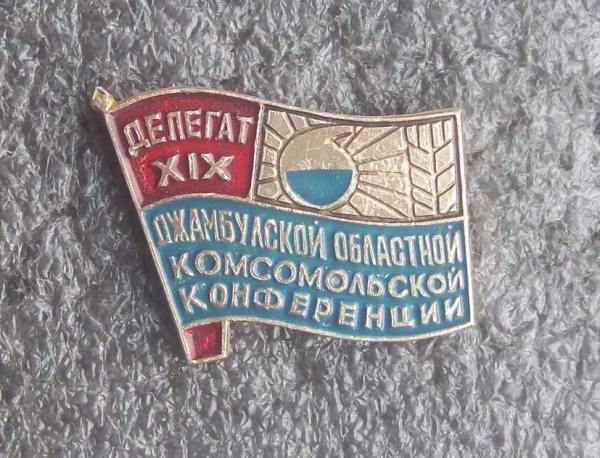 ДЕЛЕГАТ
XIX
ДЖАМБУЛСКОЙ ОБЛАСТНОЙ
КОМСОМОЛЬСКОЙ
КОНФЕРЕНЦИИ